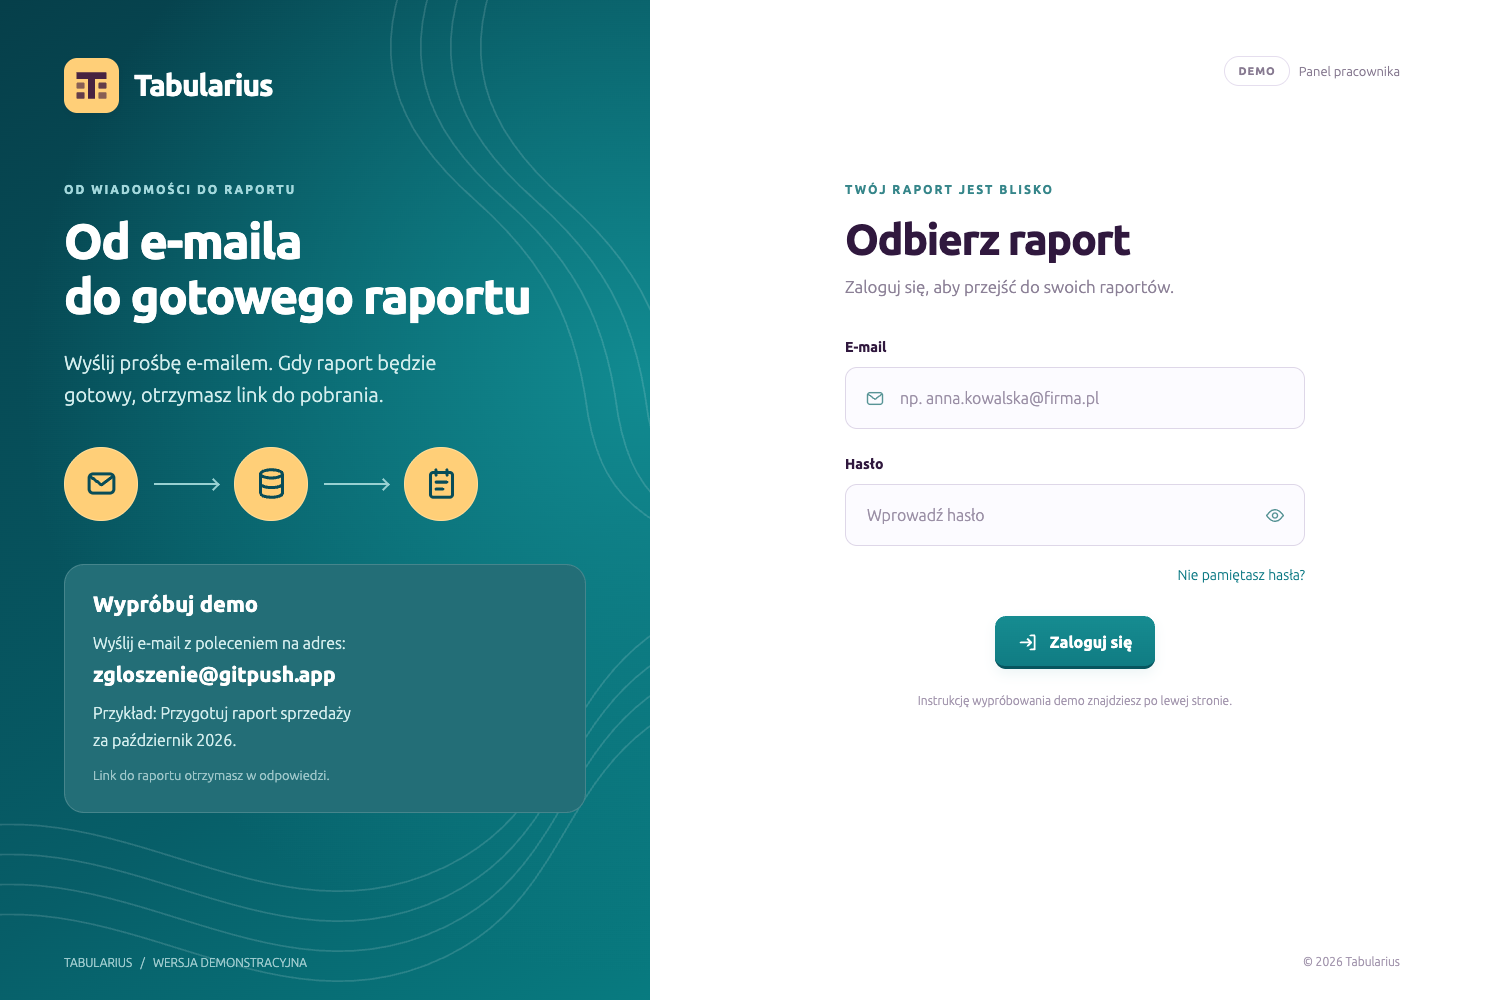 Tabularius
OD WIADOMOŚCI DO RAPORTU
Od e-maila
do gotowego raportu
Wyślij prośbę e-mailem. Gdy raport będzie
gotowy, otrzymasz link do pobrania.
Wypróbuj demo
Wyślij e-mail z poleceniem na adres:
zgloszenie@gitpush.app
Przykład: Przygotuj raport sprzedaży
za październik 2026.
Link do raportu otrzymasz w odpowiedzi.
TABULARIUS / WERSJA DEMONSTRACYJNA
DEMO Panel pracownika
TWÓJ RAPORT JEST BLISKO
Odbierz raport
Zaloguj się, aby przejść do swoich raportów.
E-mail
np. anna.kowalska@firma.pl
Hasło
Wprowadź hasło
Nie pamiętasz hasła?
Zaloguj się
Instrukcję wypróbowania demo znajdziesz po lewej stronie.
© 2026 Tabularius